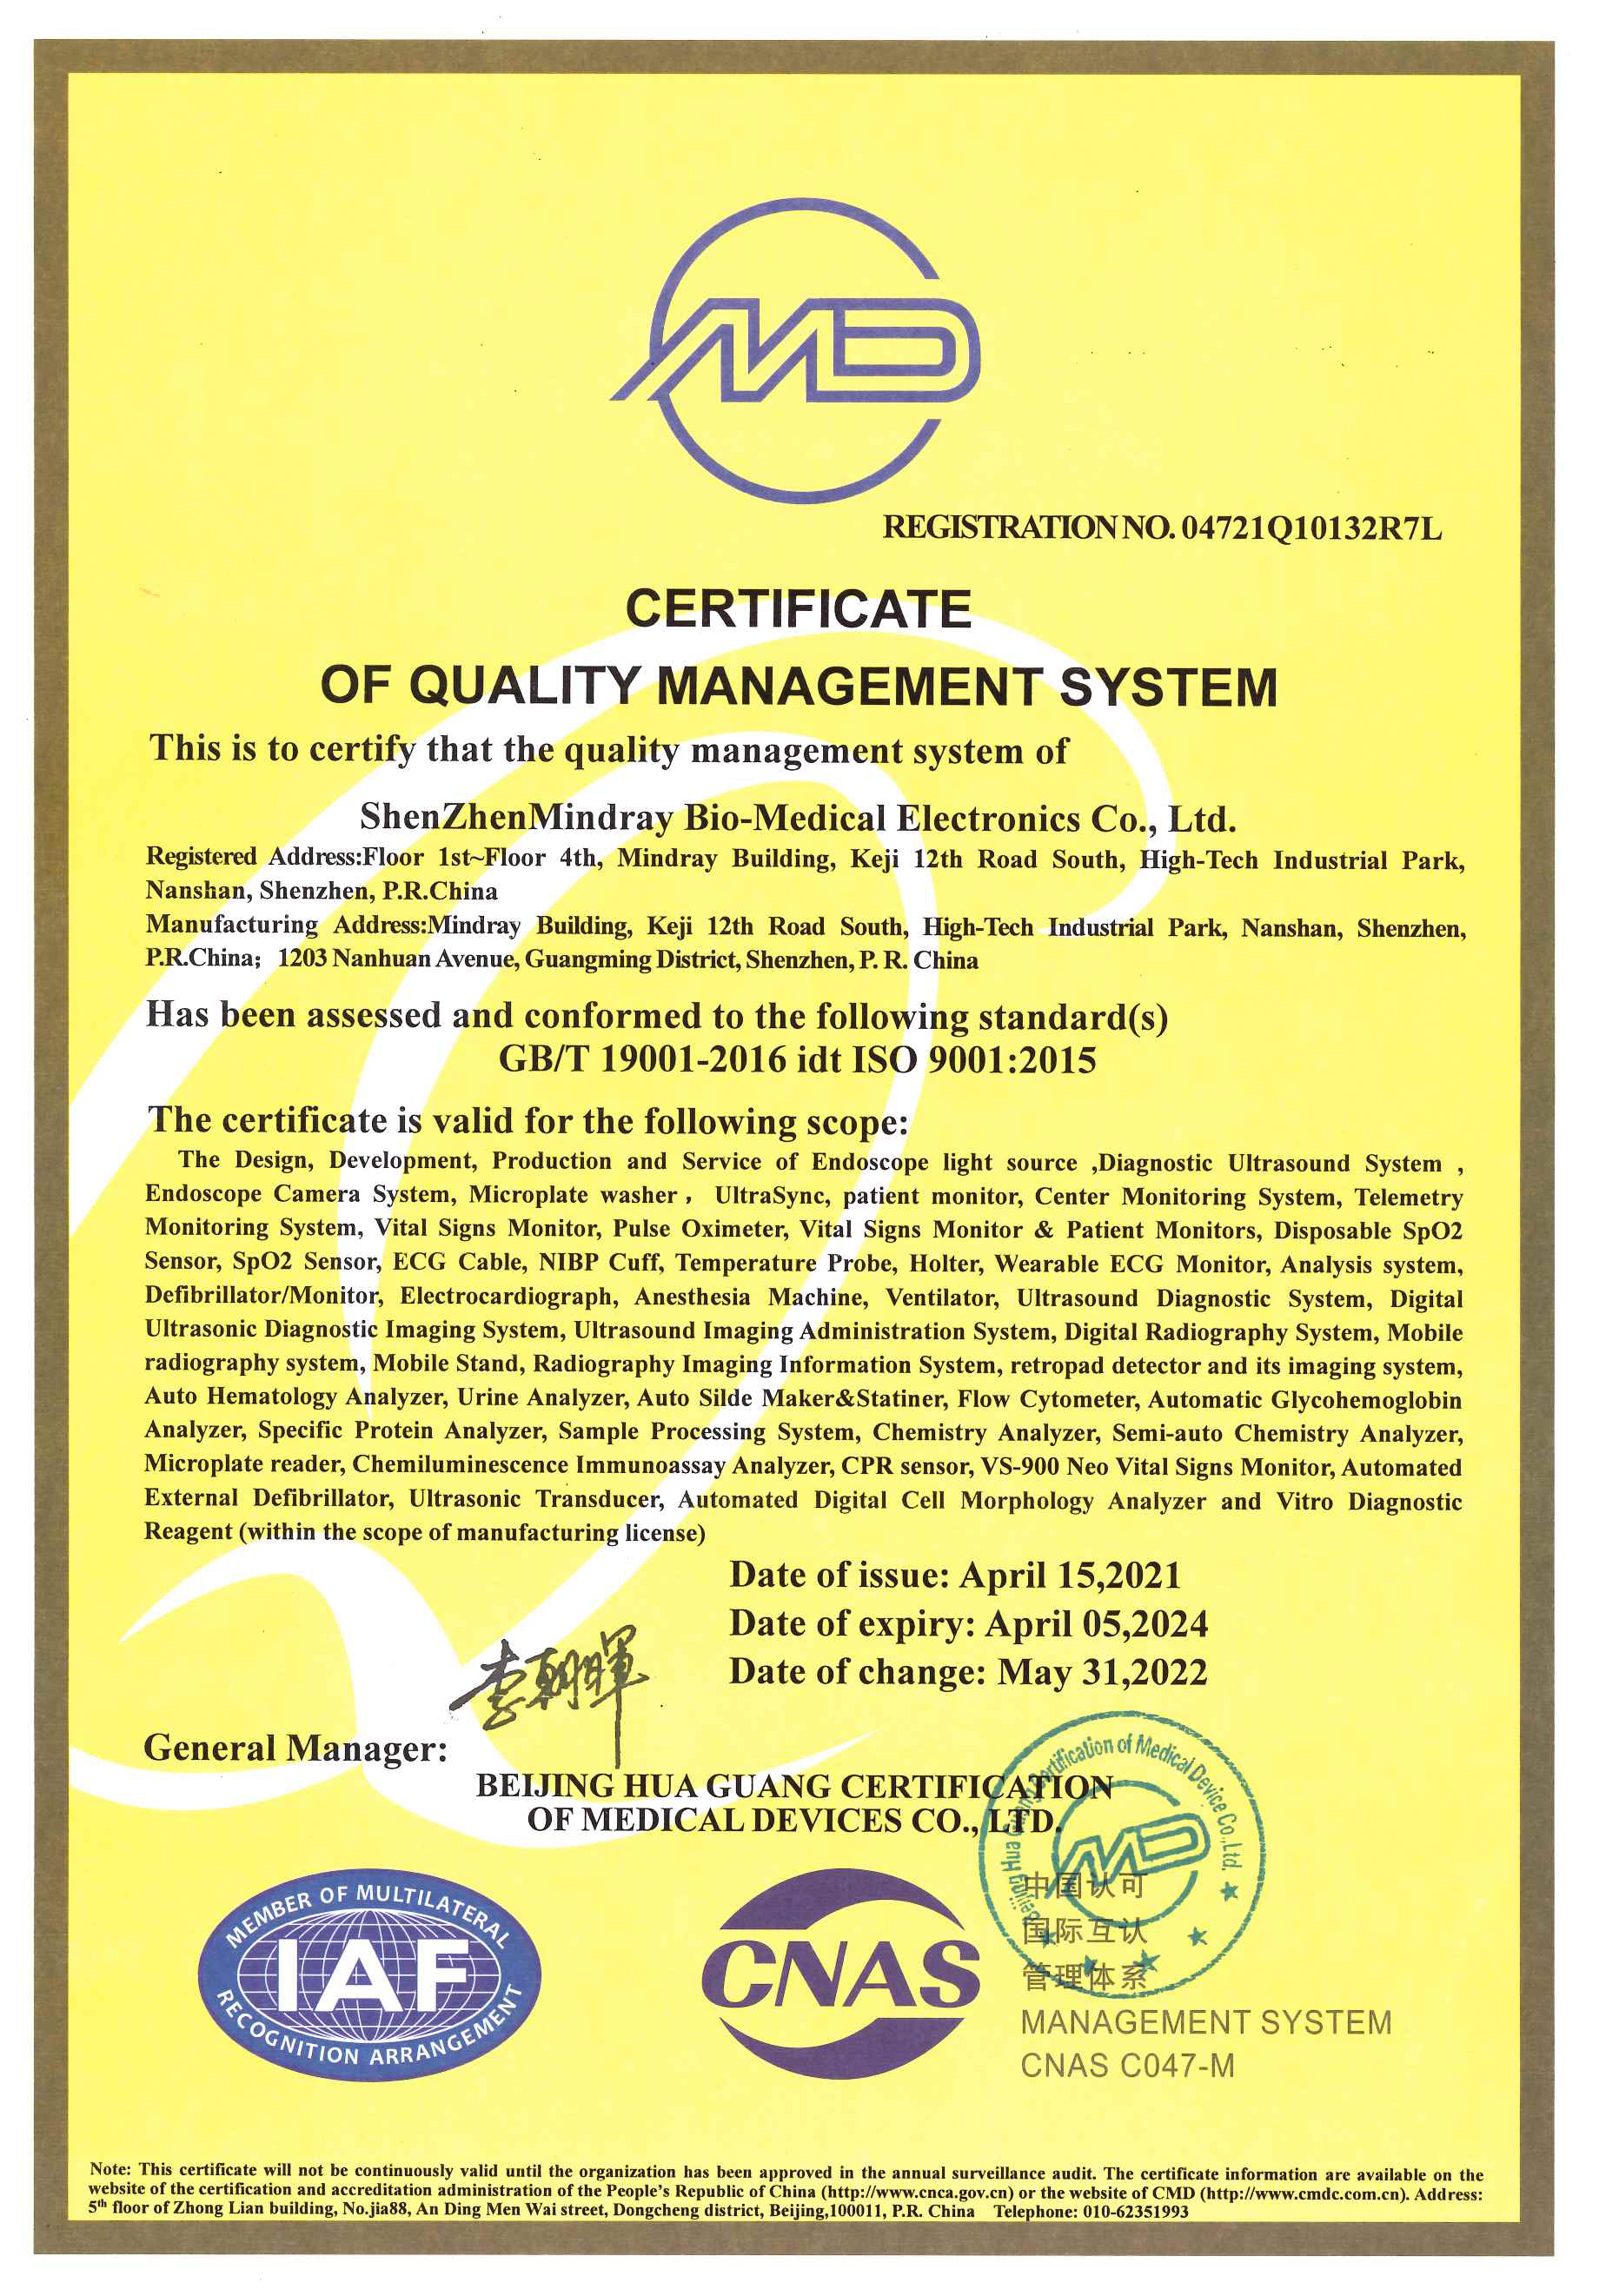 MD
REGISTRATION NO. 04721Q10132R7L
CERTIFICATE
OF QUALITY MANAGEMENT SYSTEM
This is to certify that the quality management system of
ShenZhenMindray Bio-Medical Electronics Co., Ltd.
Registered Address:Floor 1st~Floor 4th, Mindray Building, Keji 12th Road South, High-Tech Industrial Park,
Nanshan, Shenzhen, P.R.China
Manufacturing Address:Mindray Building, Keji 12th Road South, High-Tech Industrial Park, Nanshan, Shenzhen,
P.R.China； 1203 Nanhuan Avenue, Guangming District, Shenzhen, P. R. China
Has been assessed and conformed to the following standard(s)
GB/T 19001-2016 idt ISO 9001:2015
The certificate is valid for the following scope:
The Design, Development, Production and Service of Endoscope light source ,Diagnostic Ultrasound System ,
Endoscope Camera System, Microplate washer， UltraSync, patient monitor, Center Monitoring System, Telemetry
Monitoring System, Vital Signs Monitor, Pulse Oximeter, Vital Signs Monitor & Patient Monitors, Disposable SpO2
Sensor, SpO2 Sensor, ECG Cable, NIBP Cuff, Temperature Probe, Holter, Wearable ECG Monitor, Analysis system,
Defibrillator/Monitor, Electrocardiograph, Anesthesia Machine, Ventilator, Ultrasound Diagnostic System, Digital
Ultrasonic Diagnostic Imaging System, Ultrasound Imaging Administration System, Digital Radiography System, Mobile
radiography system, Mobile Stand, Radiography Imaging Information System, retropad detector and its imaging system,
Auto Hematology Analyzer, Urine Analyzer, Auto Silde Maker&Statiner, Flow Cytometer, Automatic Glycohemoglobin
Analyzer, Specific Protein Analyzer, Sample Processing System, Chemistry Analyzer, Semi-auto Chemistry Analyzer,
Microplate reader, Chemiluminescence Immunoassay Analyzer, CPR sensor, VS-900 Neo Vital Signs Monitor, Automated
External Defibrillator, Ultrasonic Transducer, Automated Digital Cell Morphology Analyzer and Vitro Diagnostic
Reagent (within the scope of manufacturing license)
Date of issue: April 15,2021
Date of expiry: April 05,2024
Date of change: May 31,2022
李朝暉
General Manager:
BEIJING HUA GUANG CERTIFICATION
OF MEDICAL DEVICES CO., LTD.
Beijing Hua Guang Certification of Medical Device Co.,Ltd.
MD
MEMBER OF MULTILATERAL
IAF
RECOGNITION ARRANGEMENT
CNAS
中国认可
国际互认
管理体系
MANAGEMENT SYSTEM
CNAS C047-M
Note: This certificate will not be continuously valid until the organization has been approved in the annual surveillance audit. The certificate information are available on the
website of the certification and accreditation administration of the People's Republic of China (http://www.cnca.gov.cn) or the website of CMD (http://www.cmdc.com.cn). Address:
5th floor of Zhong Lian building, No.jia88, An Ding Men Wai street, Dongcheng district, Beijing,100011, P.R. China Telephone: 010-62351993